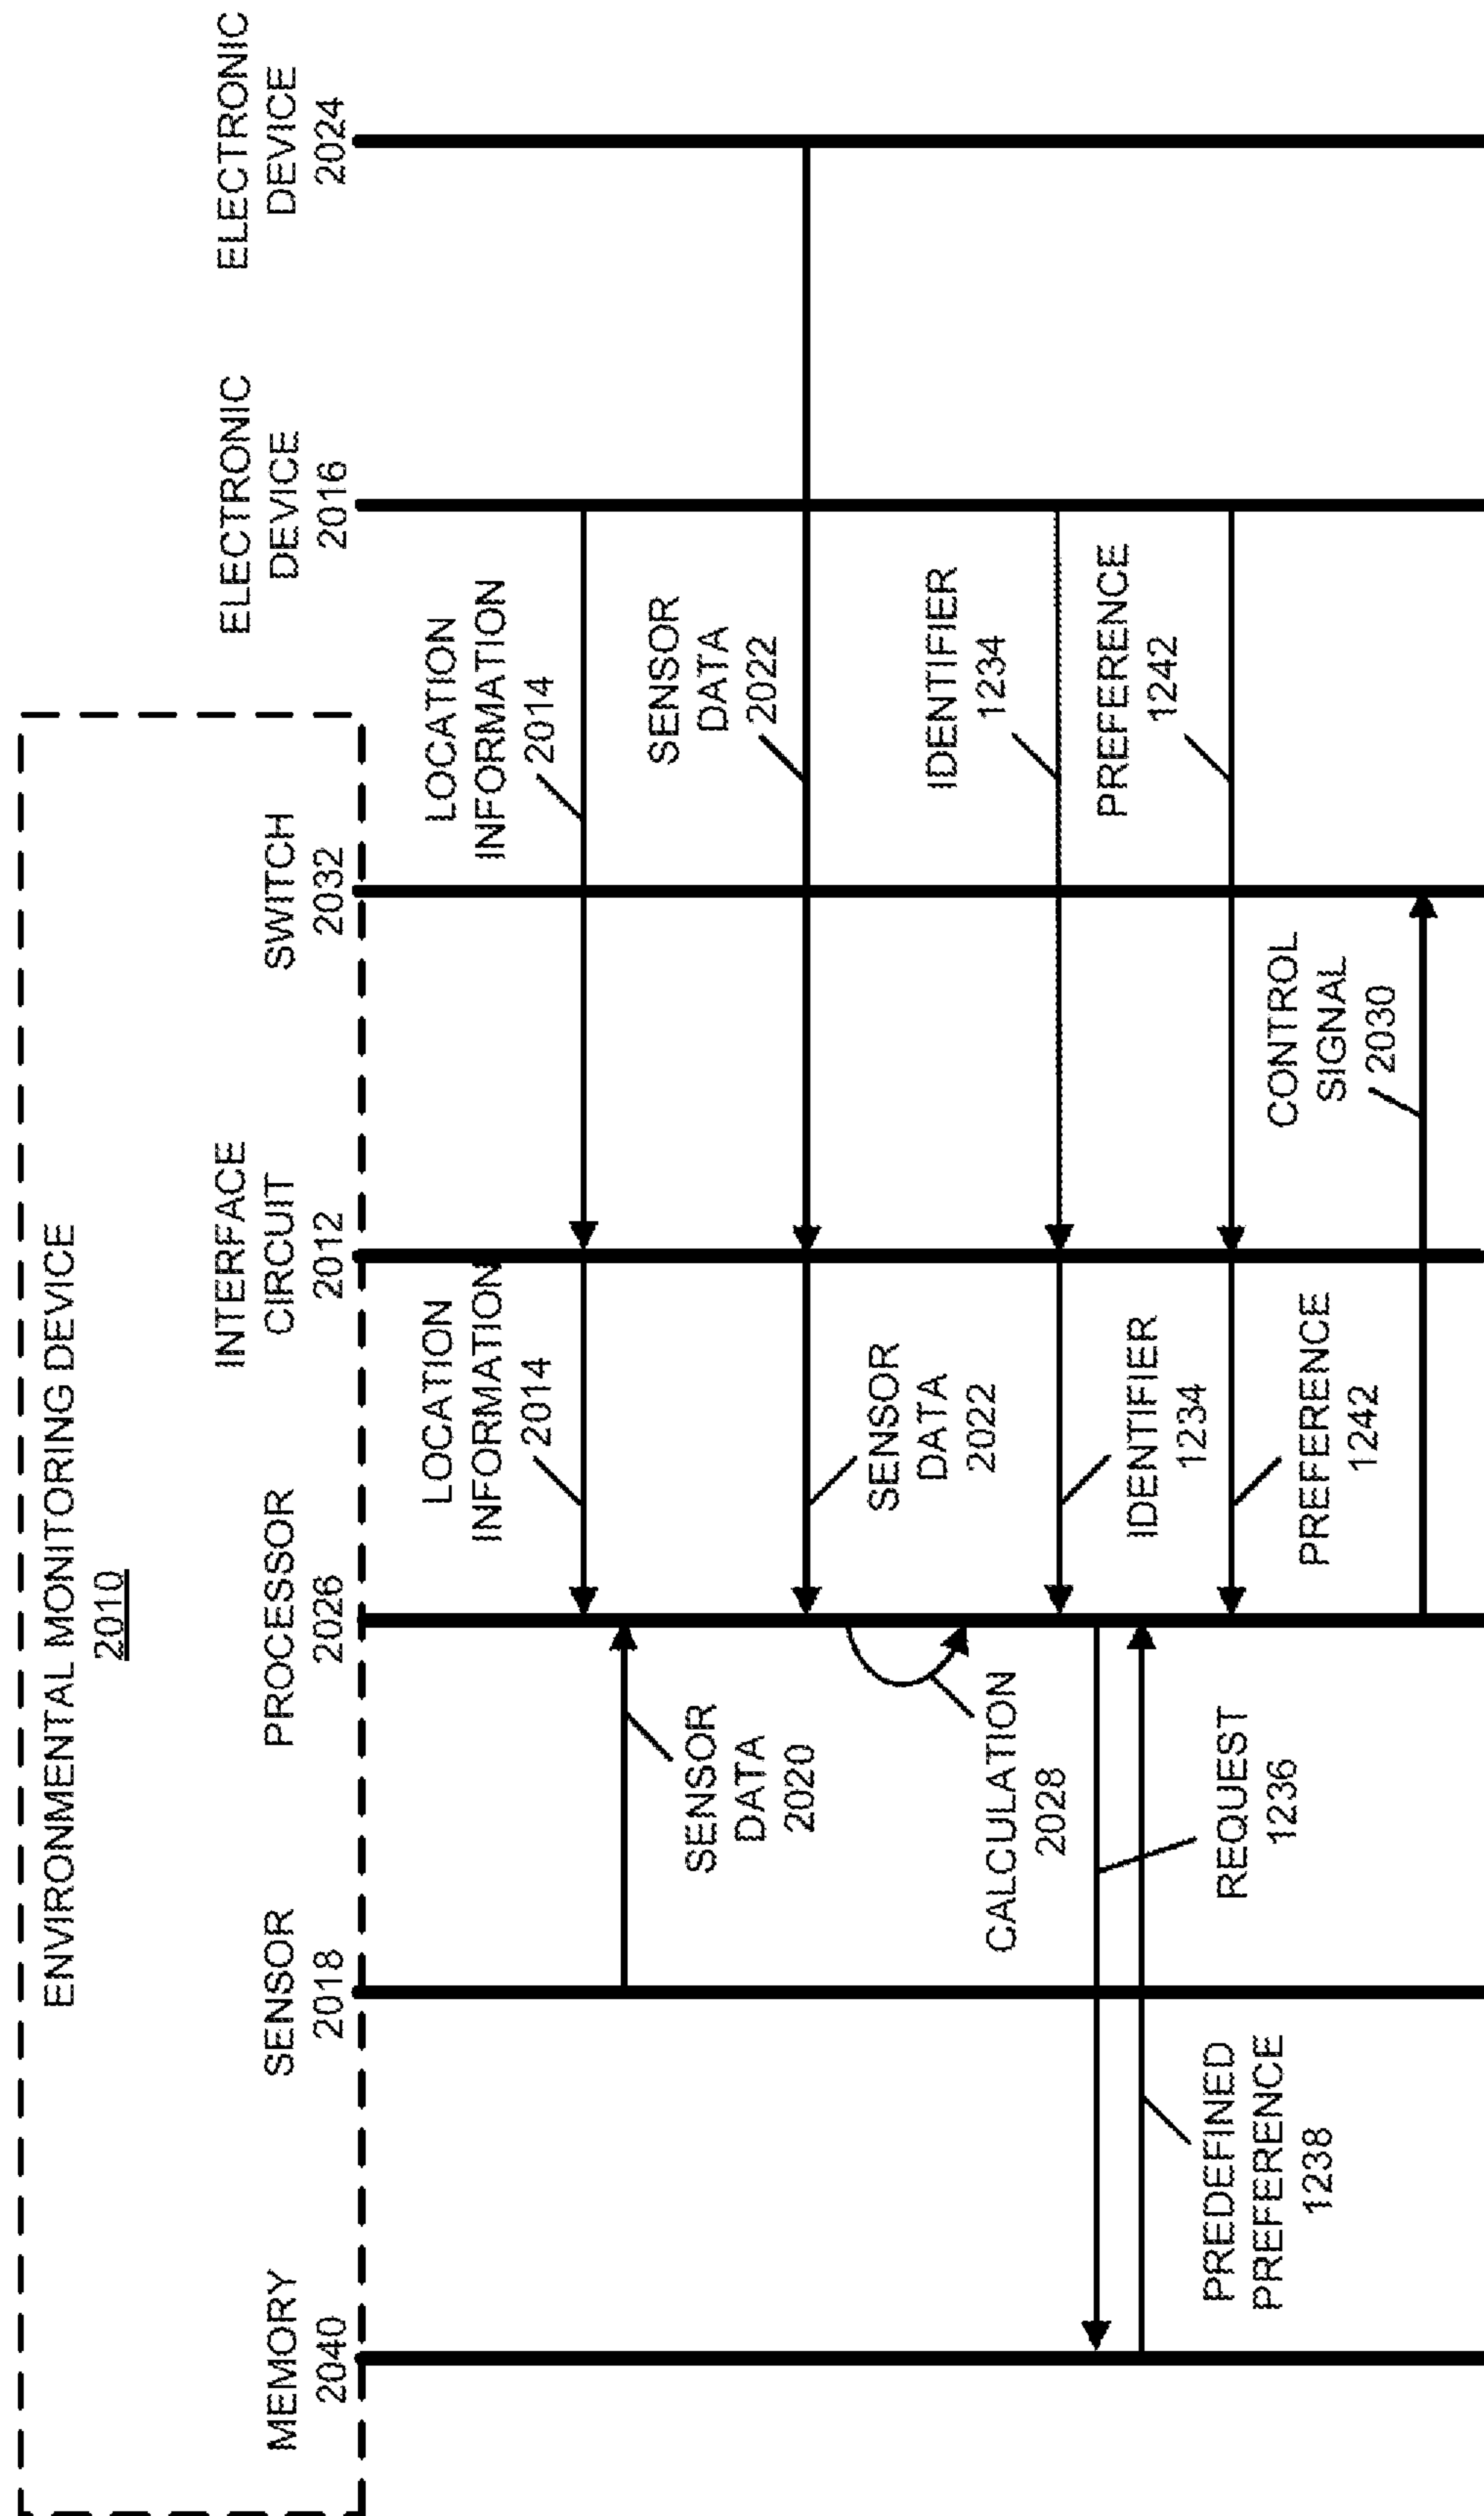 ENVIRONMENTAL MONITORING DEVICE
2010
MEMORY
2040
SENSOR
2018
PROCESSOR
2026
INTERFACE
CIRCUIT
2012
SWITCH
2032
ELECTRONIC
DEVICE
2016
ELECTRONIC
DEVICE
2024
LOCATION
INFORMATION
2014
LOCATION
INFORMATION
2014
SENSOR
DATA
2020
SENSOR
DATA
2022
SENSOR
DATA
2022
CALCULATION
2028
IDENTIFIER
1234
IDENTIFIER
1234
REQUEST
1236
PREDEFINED
PREFERENCE
1238
PREFERENCE
1242
PREFERENCE
1242
CONTROL
SIGNAL
2030